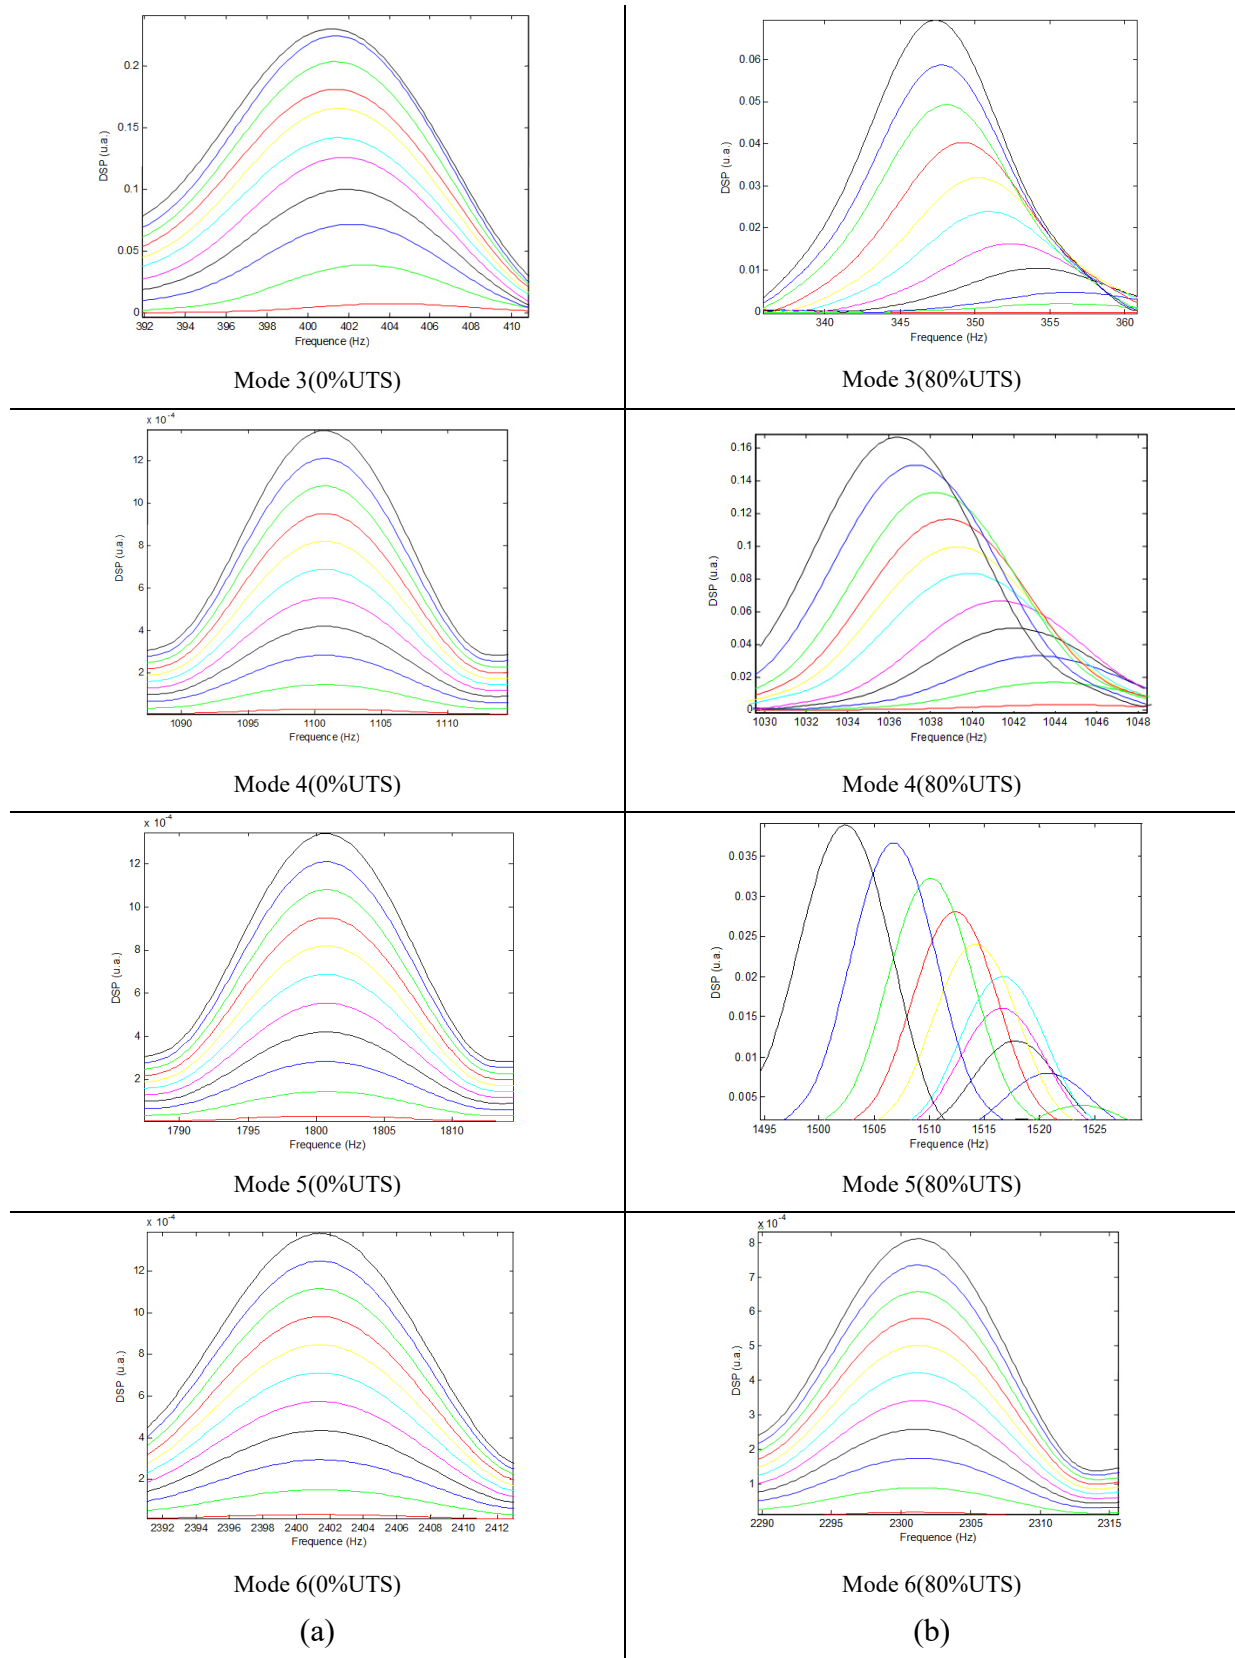 0.2
0.15
0.1
0.05
0
DSP (u.a.)
392 394 396 398 400 402 404 406 408 410
Frequence (Hz)
Mode 3(0%UTS)
0.06
0.05
0.04
0.03
0.02
0.01
0
DSP (u.a.)
340 345 350 355 360
Frequence (Hz)
Mode 3(80%UTS)
x 10-4
12
10
8
6
4
2
DSP (u.a.)
1090 1095 1100 1105 1110
Frequence (Hz)
Mode 4(0%UTS)
0.16
0.14
0.12
0.1
0.08
0.06
0.04
0.02
0
DSP (u.a.)
1030 1032 1034 1036 1038 1040 1042 1044 1046 1048
Frequence (Hz)
Mode 4(80%UTS)
x 10-4
12
10
8
6
4
2
DSP (u.a.)
1790 1795 1800 1805 1810
Frequence (Hz)
Mode 5(0%UTS)
0.035
0.03
0.025
0.02
0.015
0.01
0.005
DSP (u.a.)
1495 1500 1505 1510 1515 1520 1525
Frequence (Hz)
Mode 5(80%UTS)
x 10-4
12
10
8
6
4
2
DSP (u.a.)
2392 2394 2396 2398 2400 2402 2404 2406 2408 2410 2412
Frequence (Hz)
Mode 6(0%UTS)
x 10-4
8
7
6
5
4
3
2
1
DSP (u.a.)
2290 2295 2301 2305 2310 2315
Frequence (Hz)
Mode 6(80%UTS)
(a)
(b)